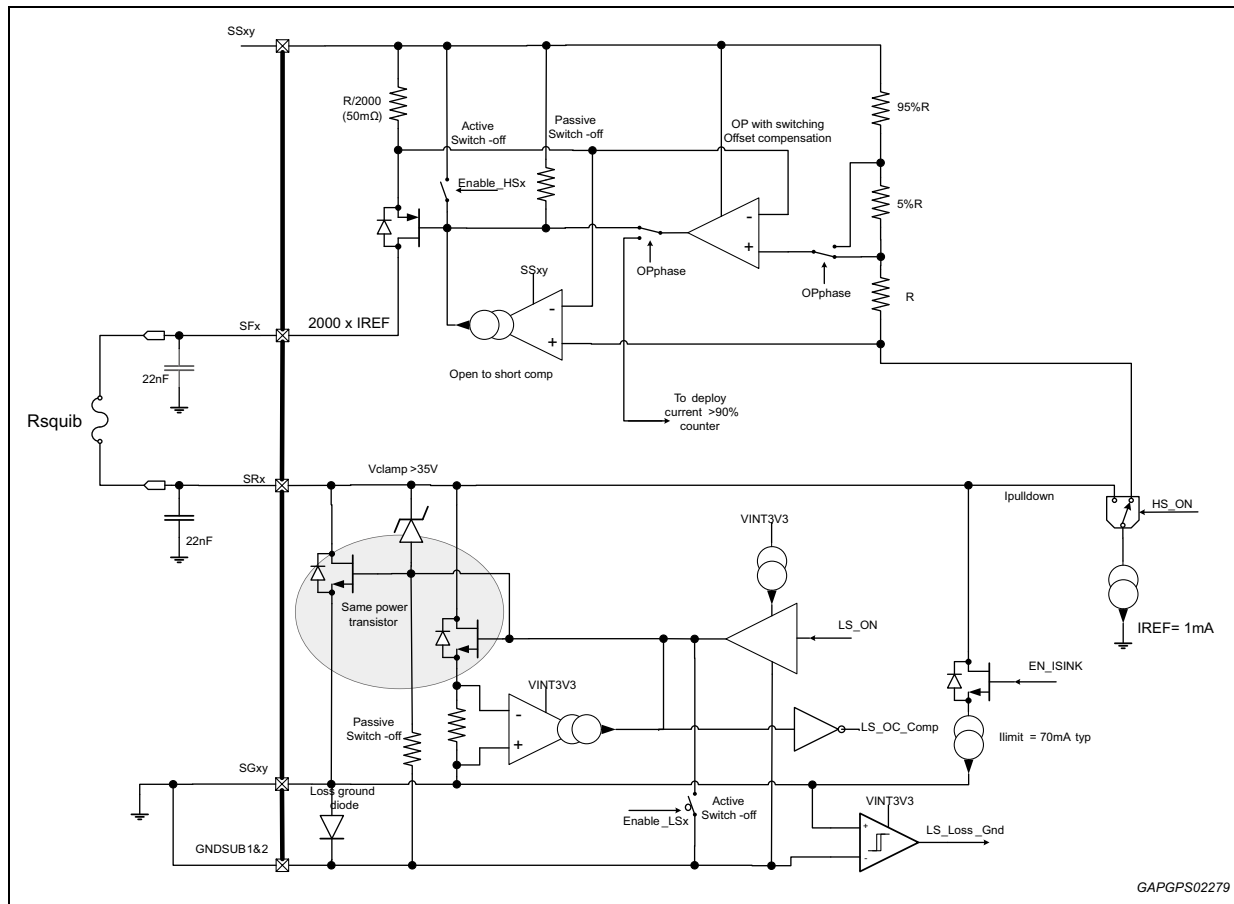 SSxy
R/2000
(50mΩ)
Active
Switch -off
Passive
Switch -off
OP with switching
Offset compensation
95%R
Enable_HSx
5%R
-
+
OPphase
OPphase
SSxy
R
-
+
SFx
2000 x IREF
22nF
Open to short comp
Rsquib
To deploy
current >90%
counter
Vclamp >35V
SRx
Ipulldown
HS_ON
VINT3V3
22nF
Same power
transistor
LS_ON
IREF= 1mA
EN_ISINK
VINT3V3
-
+
Passive
Switch -off
LS_OC_Comp
Ilimit = 70mA typ
SGxy
Loss ground
diode
Active
Switch -off
Enable_LSx
VINT3V3
+
-
LS_Loss_Gnd
GNDSUB1&2
GAPGPS02279